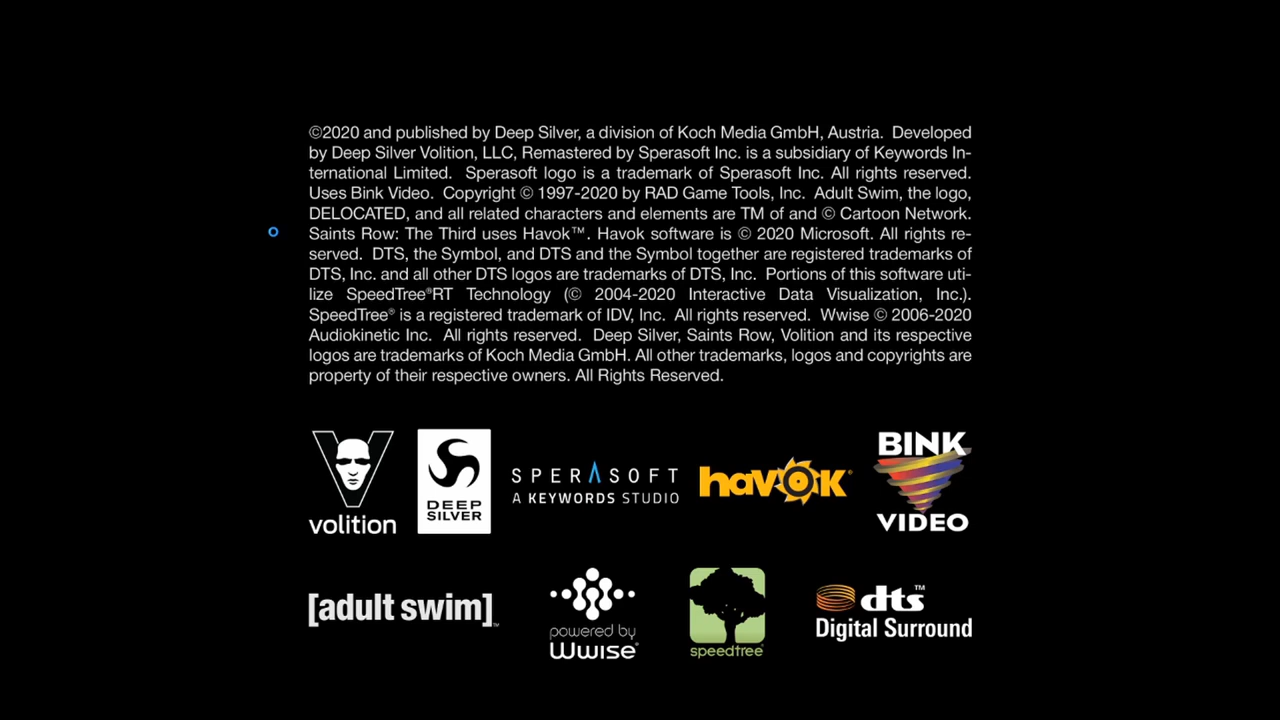 ©2020 and published by Deep Silver, a division of Koch Media GmbH, Austria.  Developed
by Deep Silver Volition, LLC, Remastered by Sperasoft Inc. is a subsidiary of Keywords In-
ternational Limited.  Sperasoft logo is a trademark of Sperasoft Inc. All rights reserved.
Uses Bink Video.  Copyright © 1997-2020 by RAD Game Tools, Inc.  Adult Swim, the logo,
DELOCATED, and all related characters and elements are TM of and © Cartoon Network.
Saints Row: The Third uses Havok™. Havok software is © 2020 Microsoft. All rights re-
served.  DTS, the Symbol, and DTS and the Symbol together are registered trademarks of
DTS, Inc. and all other DTS logos are trademarks of DTS, Inc.  Portions of this software uti-
lize SpeedTree®RT Technology (© 2004-2020 Interactive Data Visualization, Inc.).
SpeedTree® is a registered trademark of IDV, Inc.  All rights reserved.  Wwise © 2006-2020
Audiokinetic Inc.  All rights reserved.  Deep Silver, Saints Row, Volition and its respective
logos are trademarks of Koch Media GmbH. All other trademarks, logos and copyrights are
property of their respective owners. All Rights Reserved.
volition
DEEP
SILVER
SPERASOFT
A KEYWORDS STUDIO
havok®
BINK
VIDEO
[adult swim]™
powered by
Wwise®
speedtree®
dts™
Digital Surround